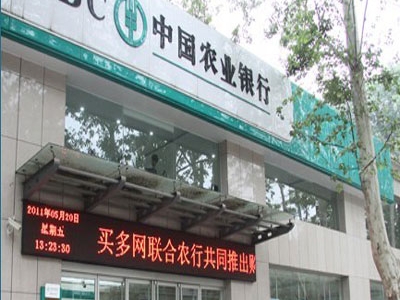 BC 中国农业银行
2011年05月20日
星期五
13:23:30
买多网联合农行共同推出购